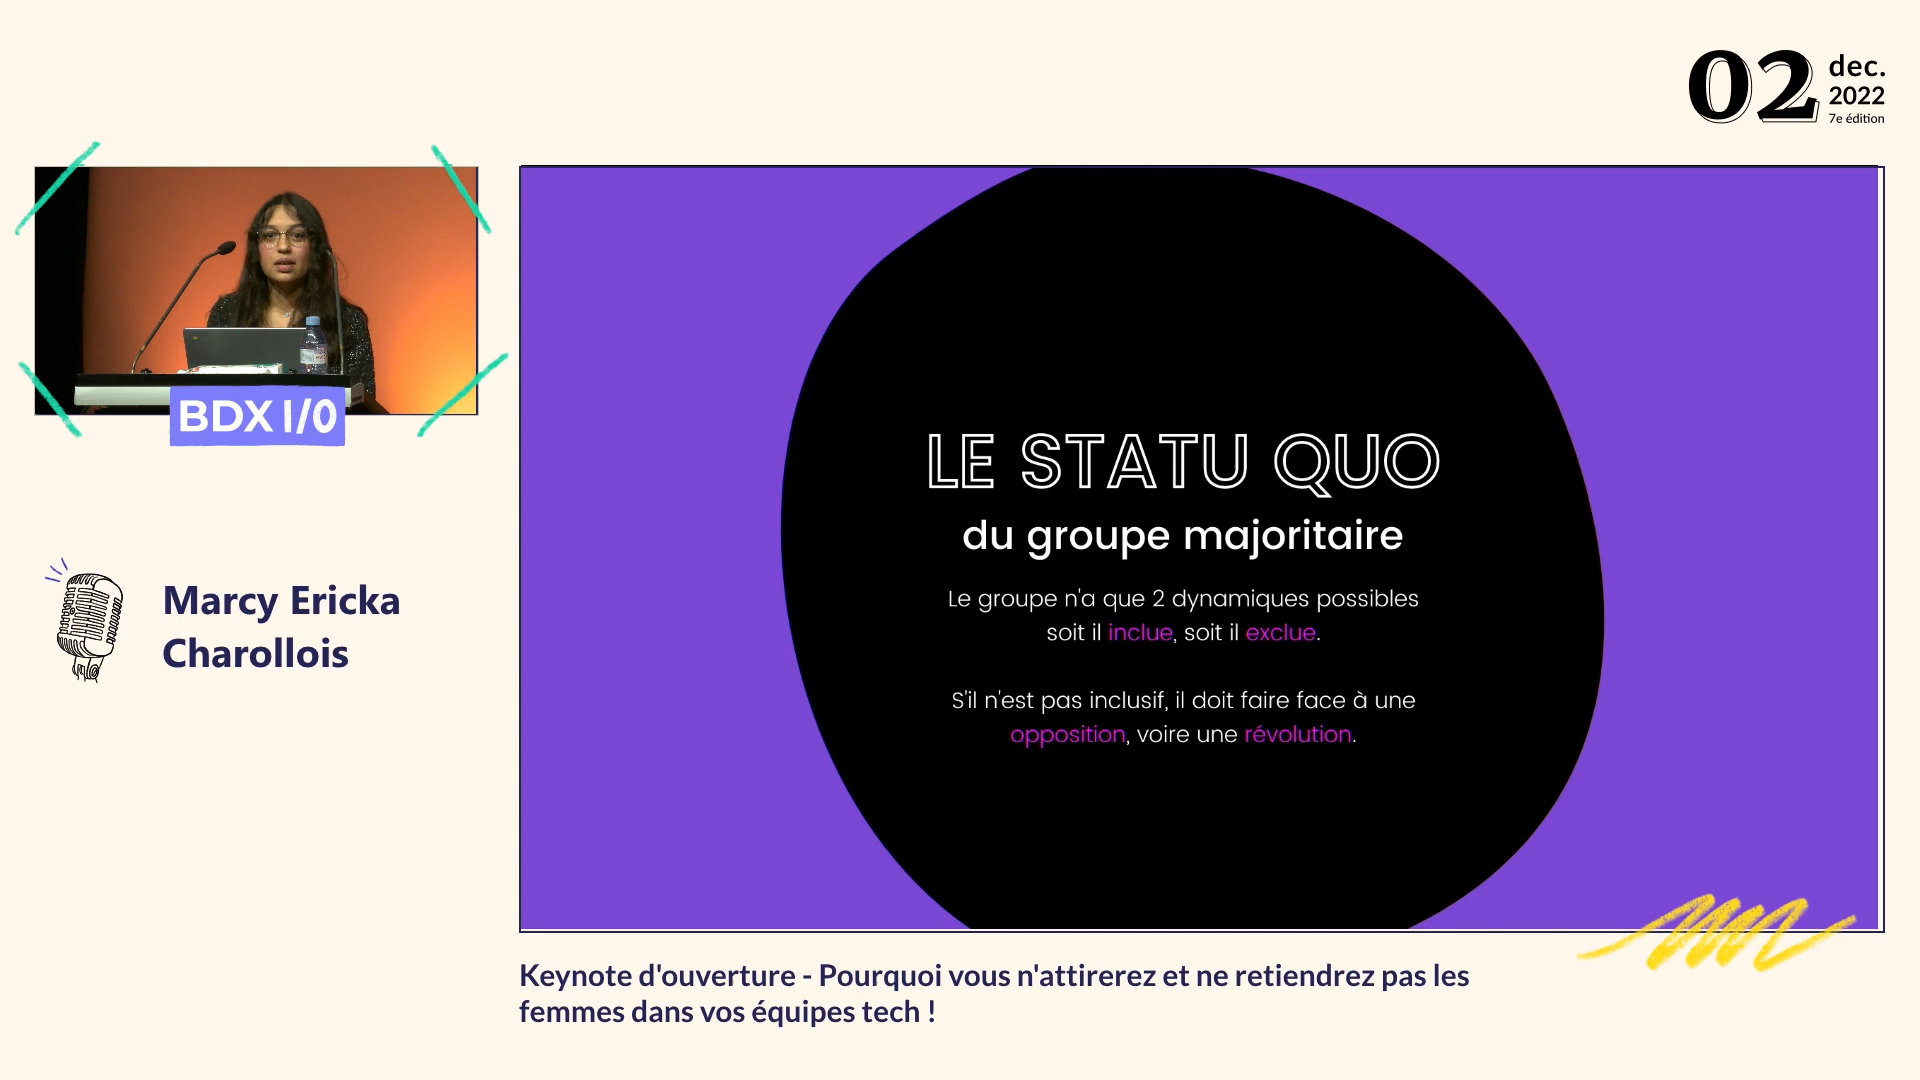 02 dec.
2022
7e édition
BDX I/O
Marcy Ericka
Charollois
LE STATU QUO
du groupe majoritaire
Le groupe n'a que 2 dynamiques possibles
soit il inclue, soit il exclue.
S'il n'est pas inclusif, il doit faire face à une
opposition, voire une révolution.
Keynote d'ouverture - Pourquoi vous n'attirerez et ne retiendrez pas les
femmes dans vos équipes tech !